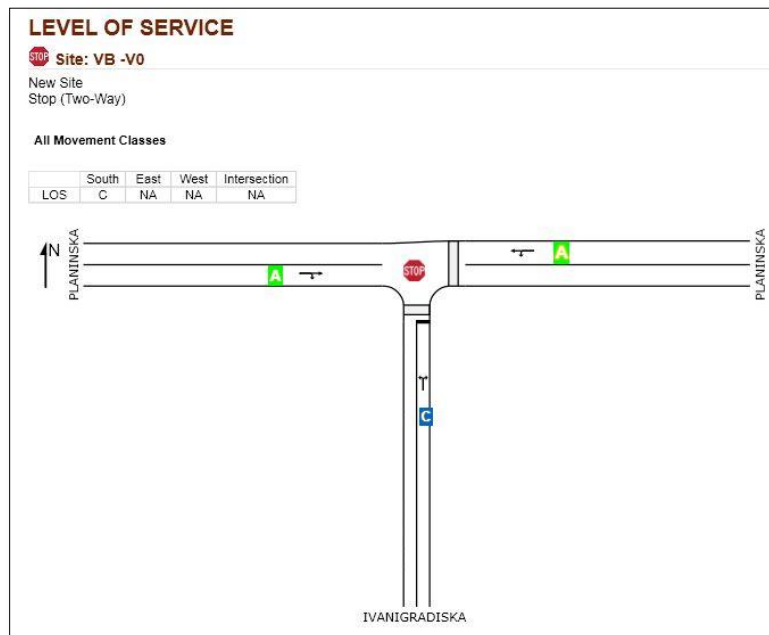 LEVEL OF SERVICE
STOP Site: VB -V0
New Site
Stop (Two-Way)
All Movement Classes
South East West Intersection
LOS C NA NA NA
N
PLANINSKA
A
STOP
A
PLANINSKA
C
IVANIGRADISKA